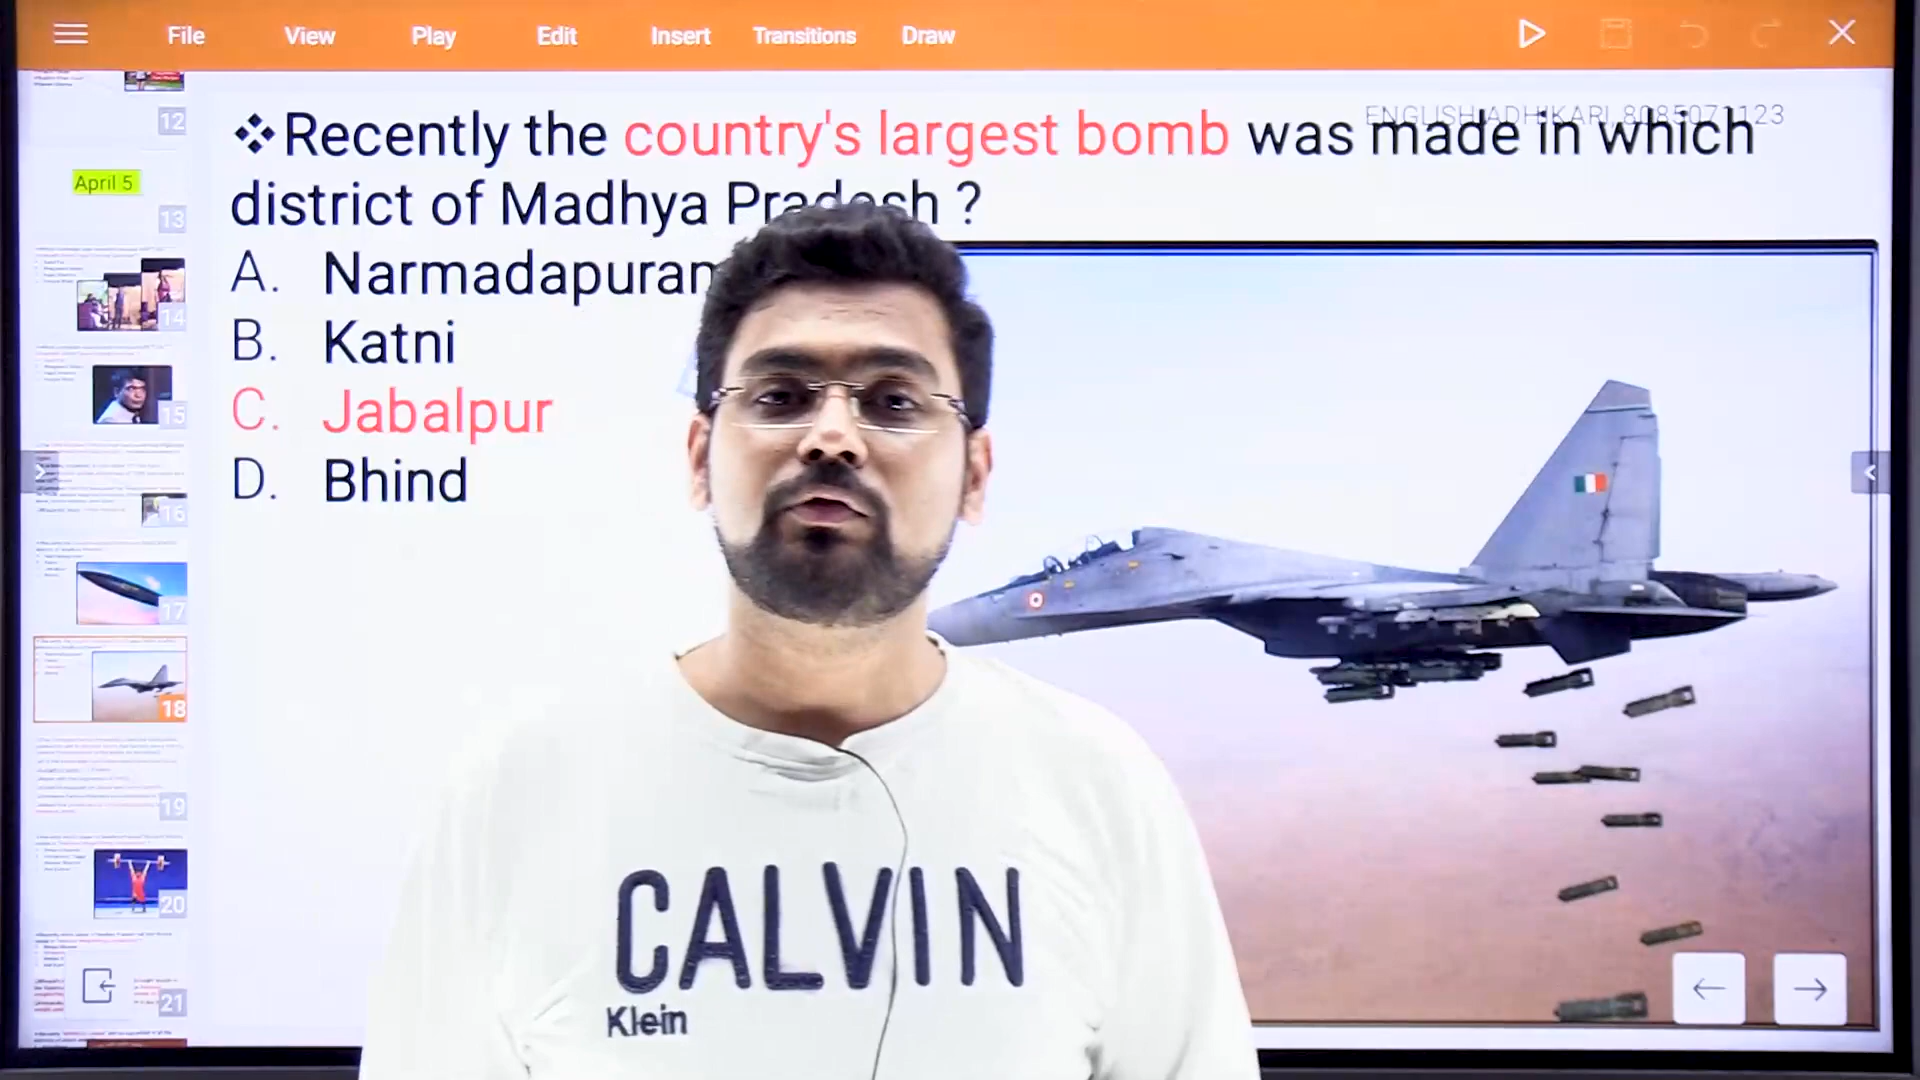 File View Play Edit Insert Transitions Draw
ENGLISH ADHIKARI 8085071123
❖Recently the country's largest bomb was made in which
district of Madhya Pradesh ?
A. Narmadapuram
B. Katni
C. Jabalpur
D. Bhind
12
April 5
13
14
15
16
17
18
19
20
21
CALVIN
Klein